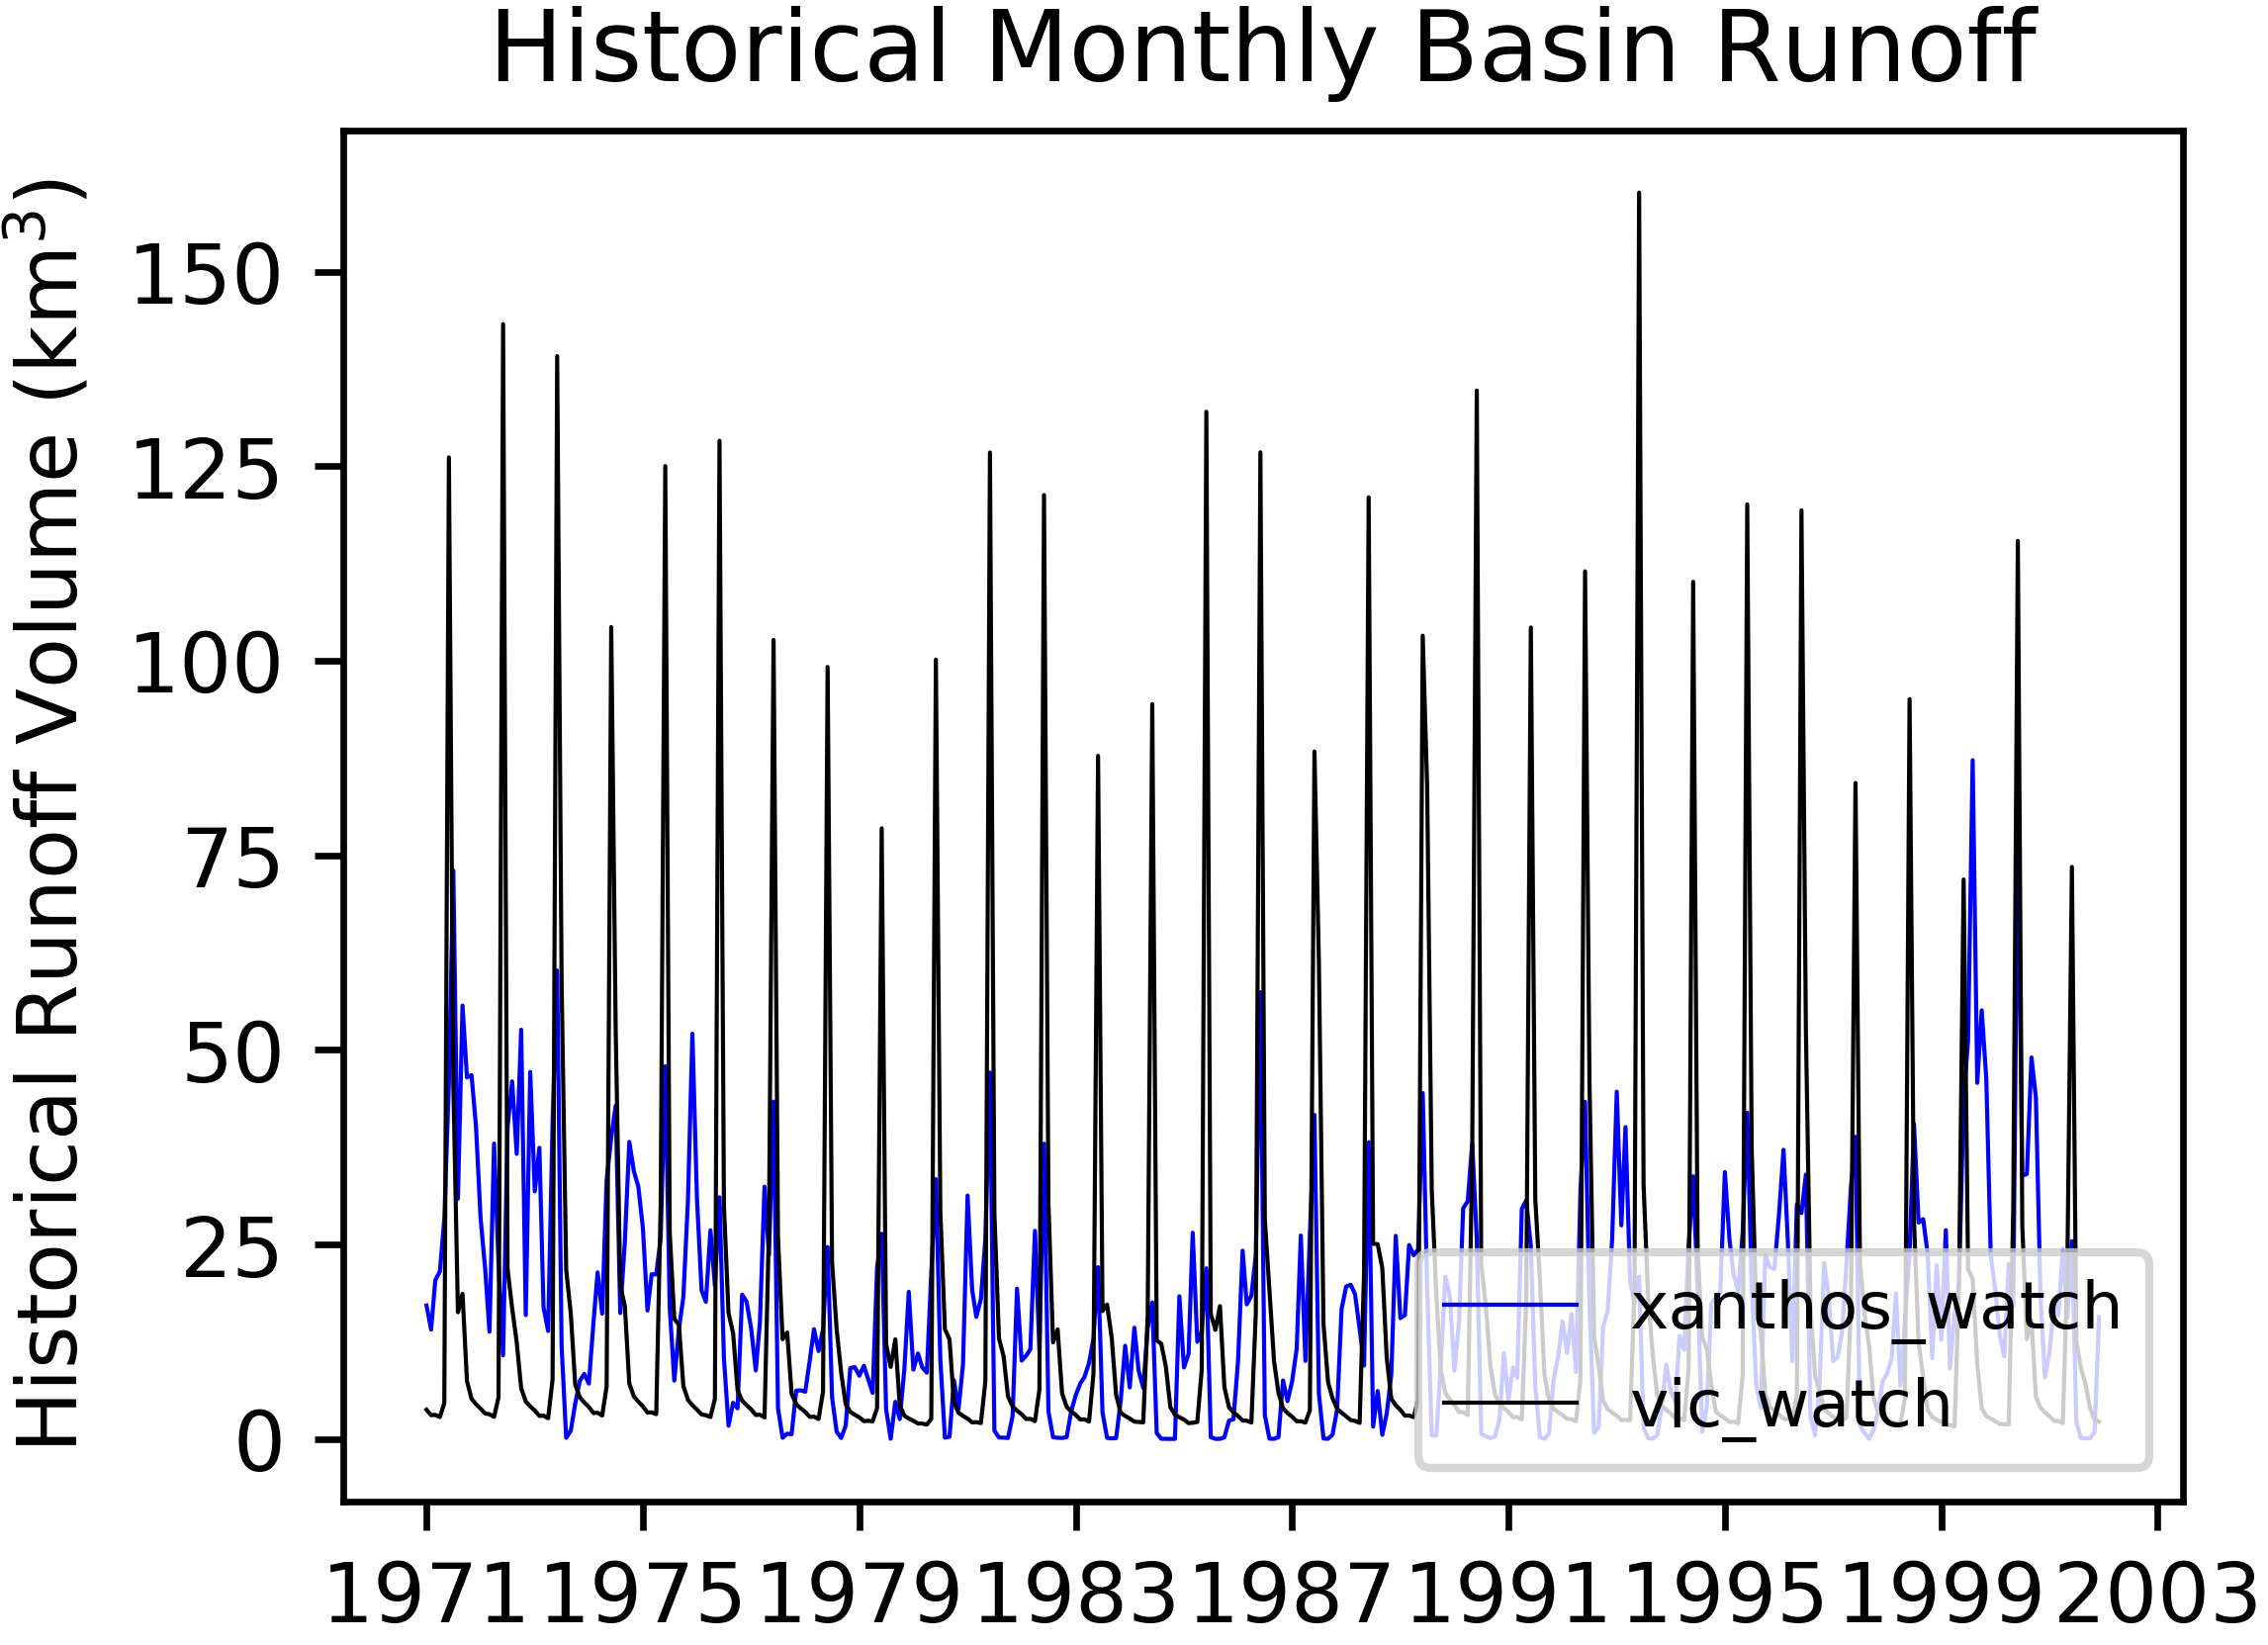 Historical Monthly Basin Runoff
Historical Runoff Volume (km³)
150
125
100
75
50
25
0
xanthos_watch
vic_watch
1971 1975 1979 1983 1987 1991 1995 1999 2003